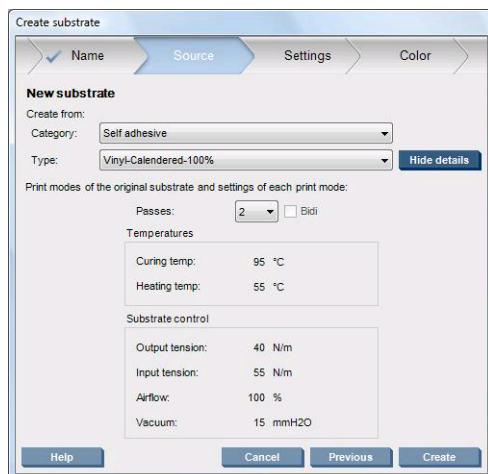 Create substrate
Name Source Settings Color
New substrate
Create from:
Category: Self adhesive
Type: Vinyl-Calendered-100% Hide details
Print modes of the original substrate and settings of each print mode:
Passes: 2 Bidi
Temperatures
Curing temp: 95 °C
Heating temp: 55 °C
Substrate control
Output tension: 40 N/m
Input tension: 55 N/m
Airflow: 100 %
Vacuum: 15 mmH2O
Help Cancel Previous Create